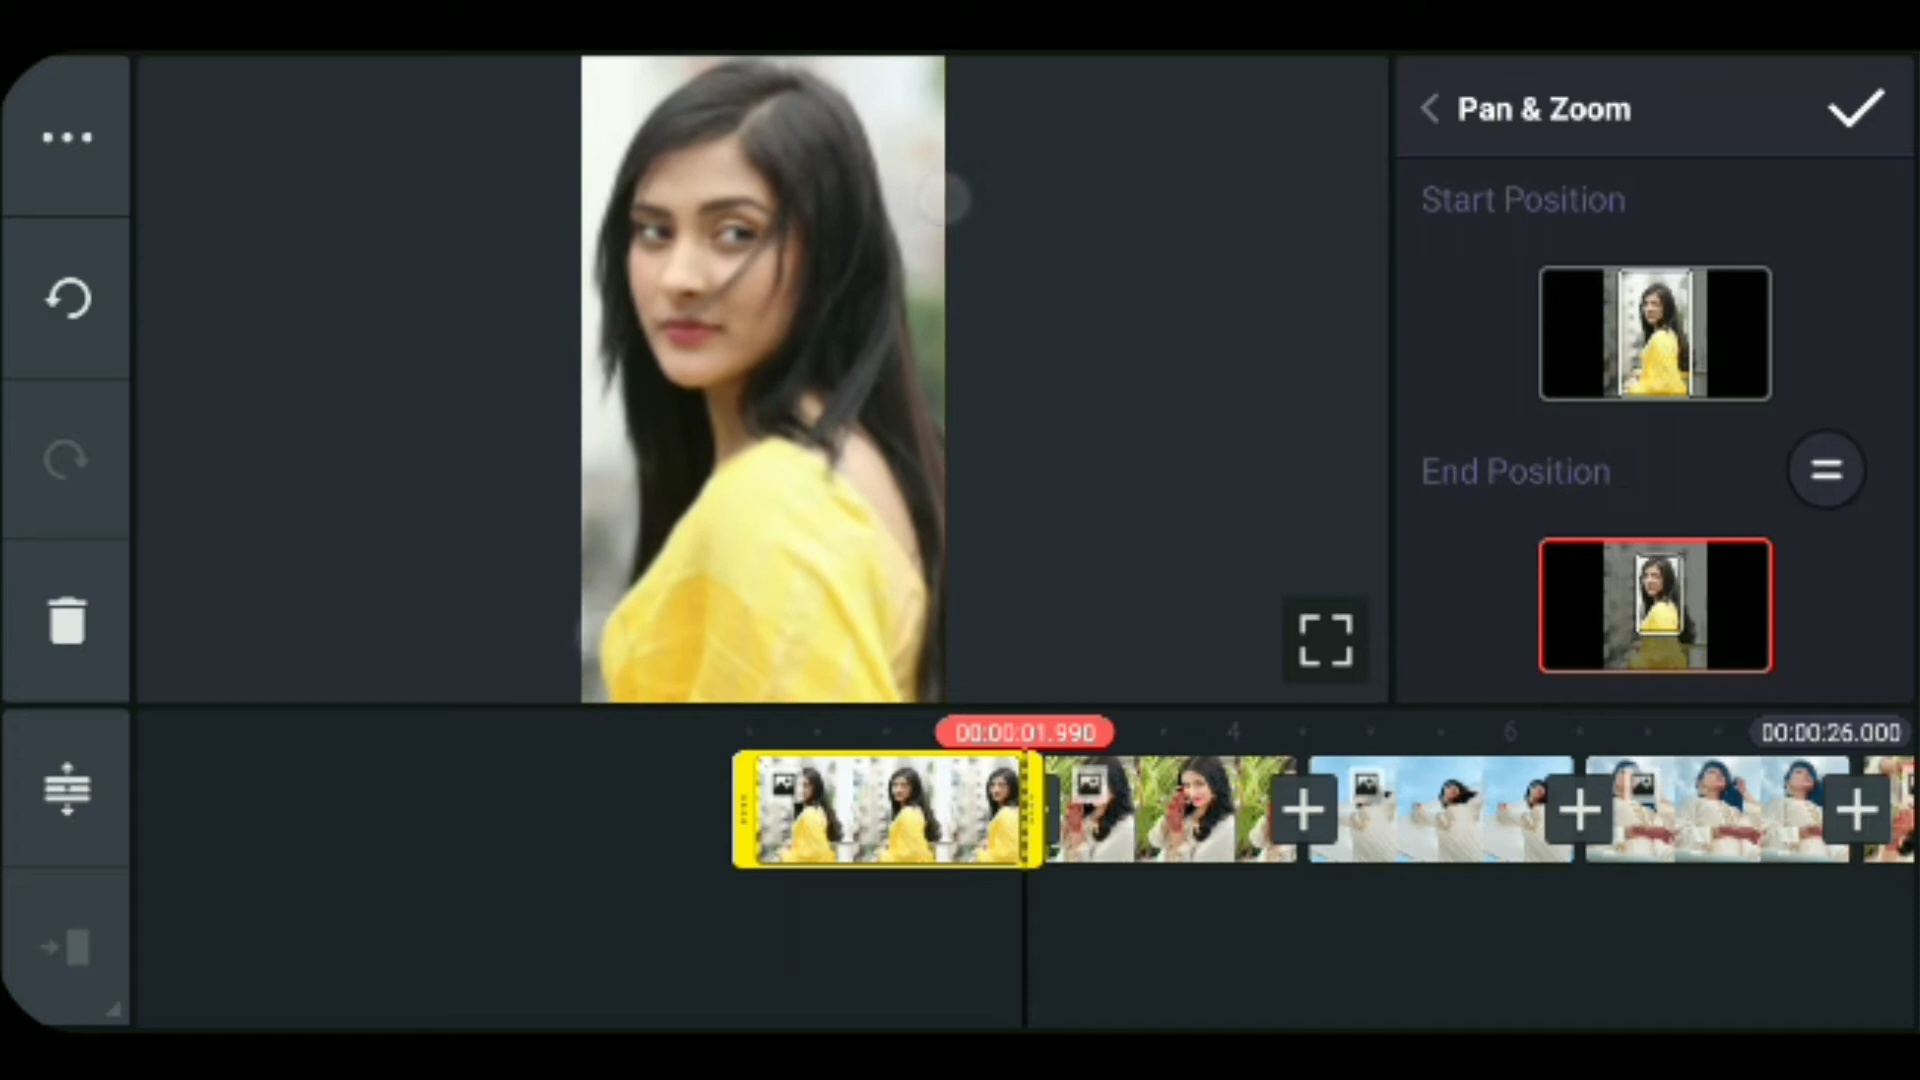 Pan & Zoom
Start Position
End Position
00:00:01.990
4
6
00:00:26.000